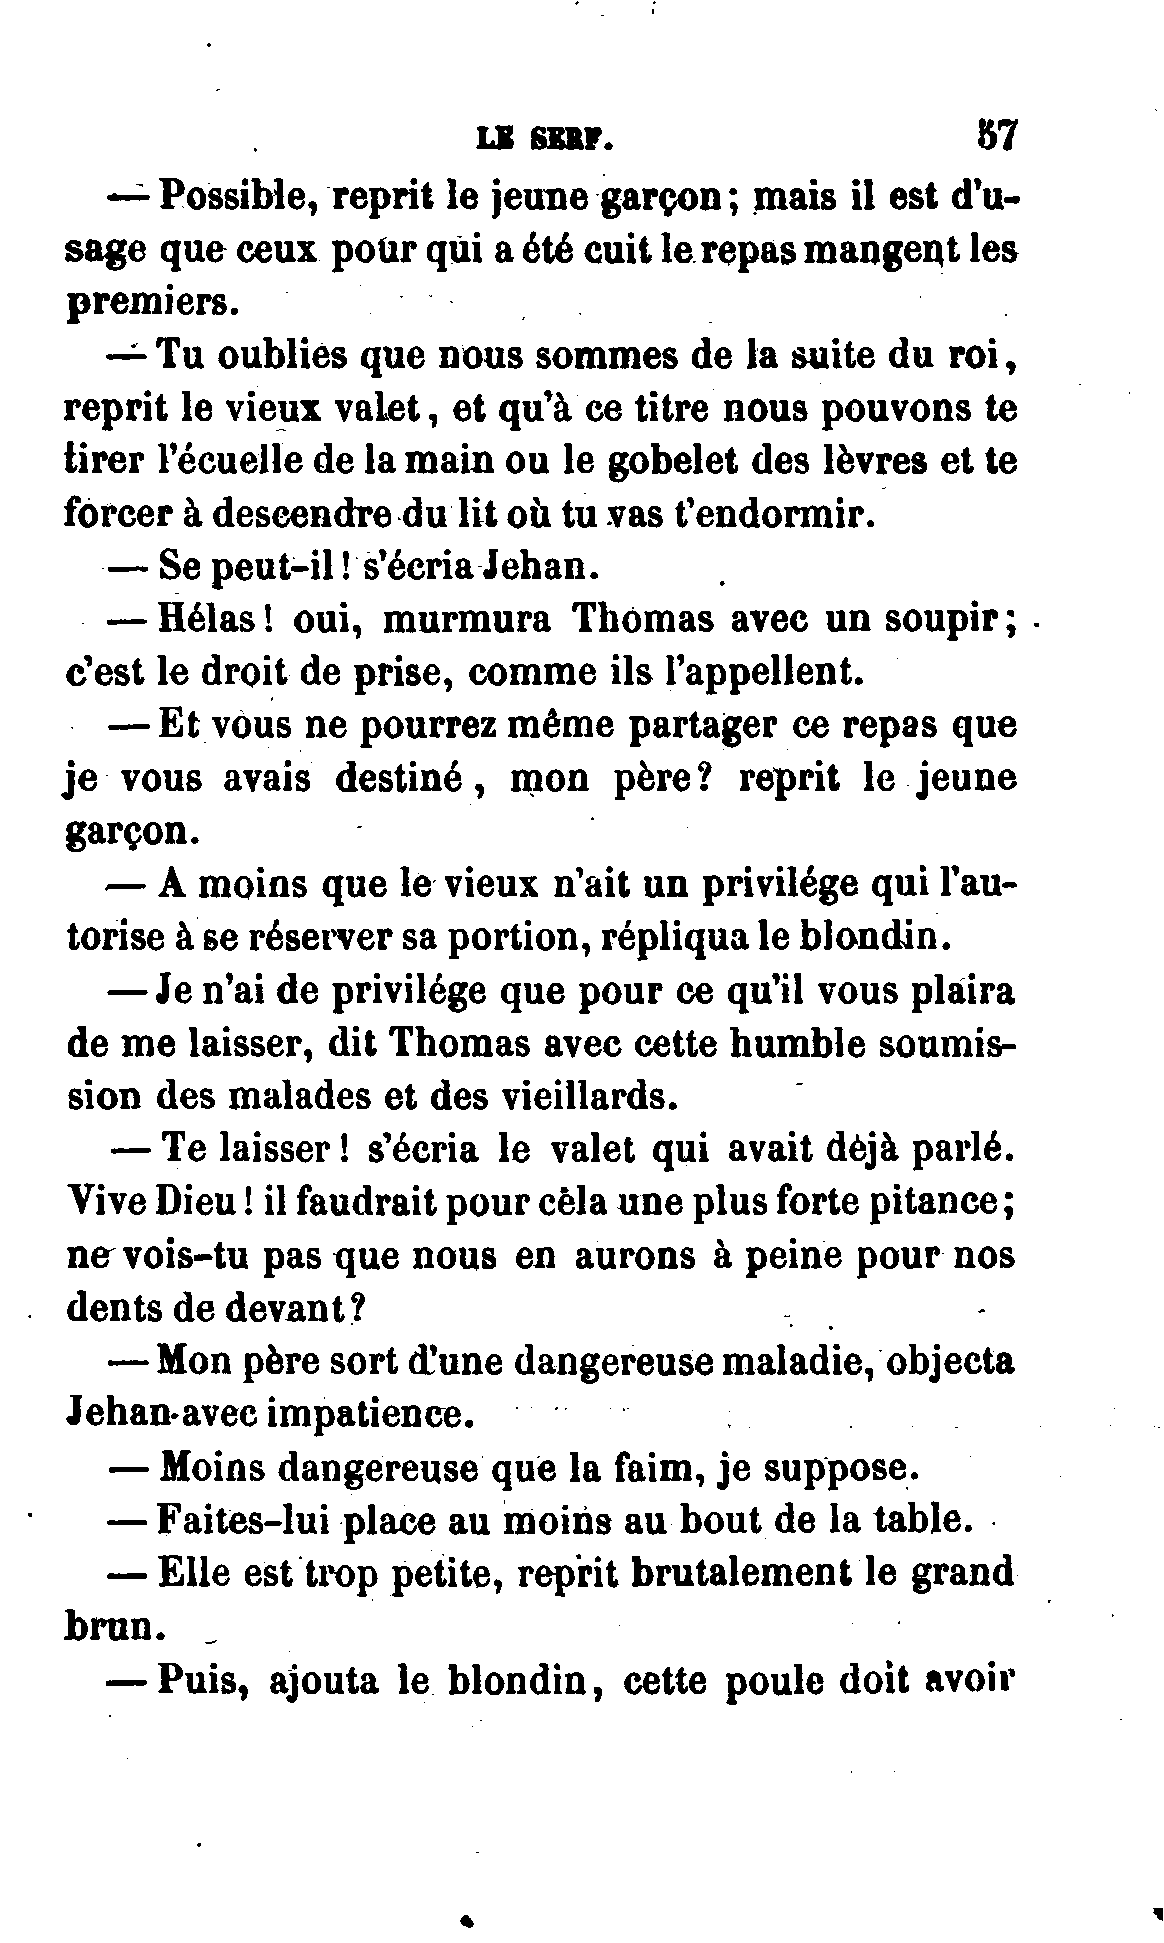 LE SERF. 57
— Possible, reprit le jeune garçon; mais il est d'u-
sage que ceux pour qui a été cuit le repas mangent les
premiers.
— Tu oublies que nous sommes de la suite du roi,
reprit le vieux valet, et qu'à ce titre nous pouvons te
tirer l'écuelle de la main ou le gobelet des lèvres et te
forcer à descendre du lit où tu vas t'endormir.
— Se peut-il! s'écria Jehan.
— Hélas! oui, murmura Thomas avec un soupir;
c'est le droit de prise, comme ils l'appellent.
— Et vous ne pourrez même partager ce repas que
je vous avais destiné, mon père? reprit le jeune
garçon.
— A moins que le vieux n'ait un privilége qui l'au-
torise à se réserver sa portion, répliqua le blondin.
— Je n'ai de privilége que pour ce qu'il vous plaira
de me laisser, dit Thomas avec cette humble soumis-
sion des malades et des vieillards.
— Te laisser! s'écria le valet qui avait déjà parlé.
Vive Dieu! il faudrait pour cela une plus forte pitance;
ne vois-tu pas que nous en aurons à peine pour nos
dents de devant?
— Mon père sort d'une dangereuse maladie, objecta
Jehan avec impatience.
— Moins dangereuse que la faim, je suppose.
— Faites-lui place au moins au bout de la table.
— Elle est trop petite, reprit brutalement le grand
brun.
— Puis, ajouta le blondin, cette poule doit avoir